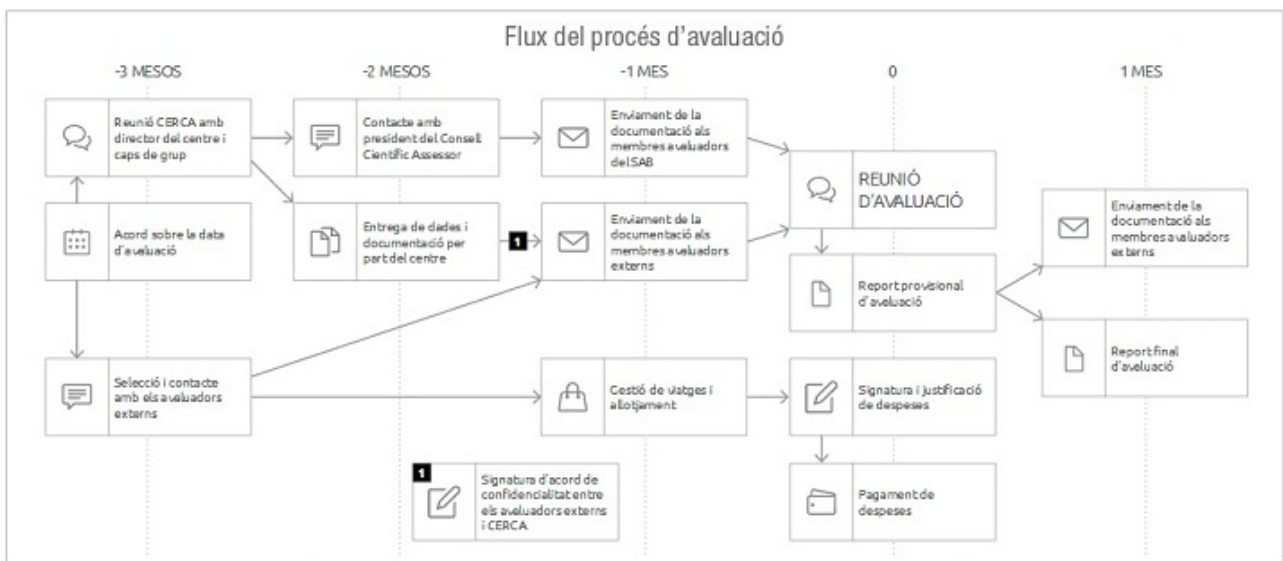 Flux del procés d'avaluació
-3 MESOS
-2 MESOS
-1 MES
0
1 MES
Reunió CERCA amb
director del centre i
caps de grup
Contacte amb
president del Consell
Científic Assessor
Enviament de la
documentació als
membres avaluadors
del SAB
REUNIÓ
D'AVALUACIÓ
Acord sobre la data
d'avaluació
Entrega de dades i
documentació per
part del centre
1
Enviament de la
documentació als
membres avaluadors
externs
Enviament de la
documentació als
membres avaluadors
externs
Report provisional
d'avaluació
Report final
d'avaluació
Selecció i contacte
amb els avaluadors
externs
Gestió de viatges i
allotjament
Signatura i justificació
de despeses
1
Signatura d'acord de
confidencialitat entre
els avaluadors externs
i CERCA
Pagament de
despeses